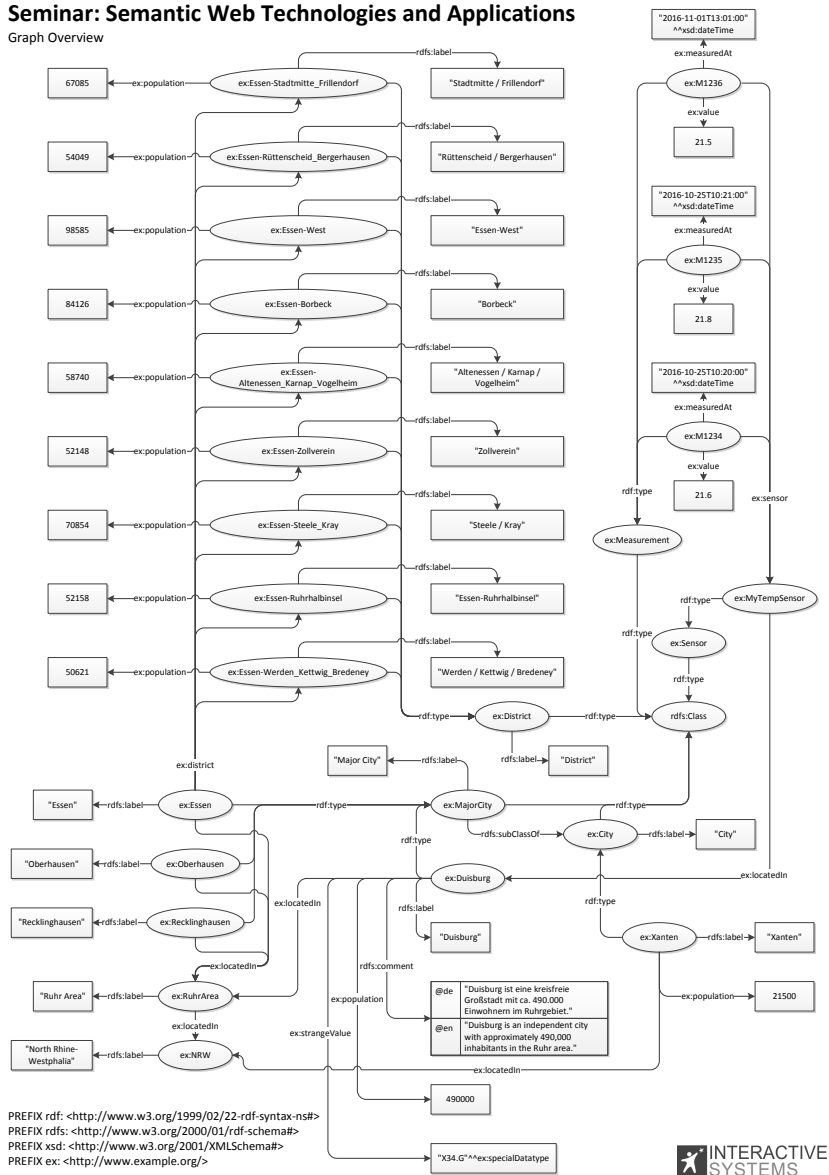 Seminar: Semantic Web Technologies and Applications
Graph Overview
"2016-11-01T13:01:00"
^^xsd:dateTime
ex:measuredAt
rdfs:label
67085
ex:population
ex:Essen-Stadtmitte_Frillendorf
"Stadtmitte / Frillendorf"
ex:M1236
ex:value
21.5
rdfs:label
54049
ex:population
ex:Essen-Rüttenscheid_Bergerhausen
"Rüttenscheid / Bergerhausen"
"2016-10-25T10:21:00"
^^xsd:dateTime
ex:measuredAt
rdfs:label
98585
ex:population
ex:Essen-West
"Essen-West"
ex:M1235
ex:value
21.8
rdfs:label
84126
ex:population
ex:Essen-Borbeck
"Borbeck"
rdfs:label
58740
ex:population
ex:Essen-
Altenessen_Karnap_Vogelheim
"Altenessen / Karnap /
Vogelheim"
"2016-10-25T10:20:00"
^^xsd:dateTime
ex:measuredAt
rdfs:label
52148
ex:population
ex:Essen-Zollverein
"Zollverein"
ex:M1234
ex:value
21.6
rdf:type
ex:sensor
rdfs:label
70854
ex:population
ex:Essen-Steele_Kray
"Steele / Kray"
ex:Measurement
rdfs:label
52158
ex:population
ex:Essen-Ruhrhalbinsel
"Essen-Ruhrhalbinsel"
rdf:type
ex:MyTempSensor
rdf:type
ex:Sensor
rdf:type
rdfs:label
50621
ex:population
ex:Essen-Werden_Kettwig_Bredeney
"Werden / Kettwig / Bredeney"
rdf:type
ex:District
rdf:type
rdfs:Class
ex:district
"Major City"
rdfs:label
rdfs:label
"District"
"Essen"
rdfs:label
ex:Essen
rdf:type
ex:MajorCity
rdf:type
rdf:type
rdfs:subClassOf
ex:City
rdfs:label
"City"
"Oberhausen"
rdfs:label
ex:Oberhausen
ex:Duisburg
ex:locatedIn
ex:locatedIn
rdfs:label
rdf:type
"Recklinghausen"
rdfs:label
ex:Recklinghausen
"Duisburg"
ex:Xanten
rdfs:label
"Xanten"
ex:locatedIn
rdfs:comment
"Ruhr Area"
rdfs:label
ex:RuhrArea
ex:population
@de
"Duisburg ist eine kreisfreie
Großstadt mit ca. 490.000
Einwohnern im Ruhrgebiet."
@en
"Duisburg is an independent city
with approximately 490,000
inhabitants in the Ruhr area."
ex:population
21500
ex:locatedIn
ex:strangeValue
"North Rhine-
Westphalia"
rdfs:label
ex:NRW
ex:locatedIn
490000
PREFIX rdf: <http://www.w3.org/1999/02/22-rdf-syntax-ns#>
PREFIX rdfs: <http://www.w3.org/2000/01/rdf-schema#>
PREFIX xsd: <http://www.w3.org/2001/XMLSchema#>
PREFIX ex: <http://www.example.org/>
"X34.G"^^ex:specialDatatype
INTERACTIVE
SYSTEMS